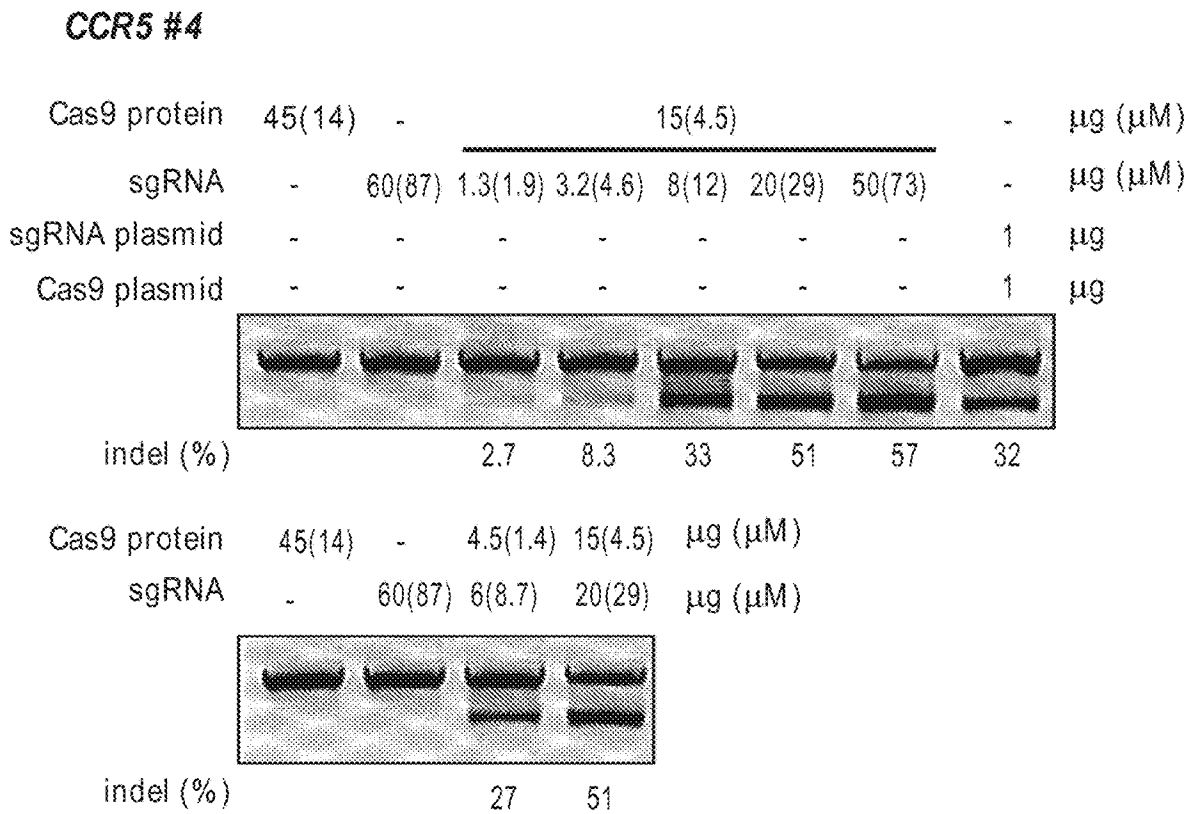 CCR5 #4
Cas9 protein 45(14) - 15(4.5) - µg (µM)
sgRNA - 60(87) 1.3(1.9) 3.2(4.6) 8(12) 20(29) 50(73) - µg (µM)
sgRNA plasmid - - - - - - - 1 µg
Cas9 plasmid - - - - - - - 1 µg
indel (%) 2.7 8.3 33 51 57 32
Cas9 protein 45(14) - 4.5(1.4) 15(4.5) µg (µM)
sgRNA - 60(87) 6(8.7) 20(29) µg (µM)
indel (%) 27 51